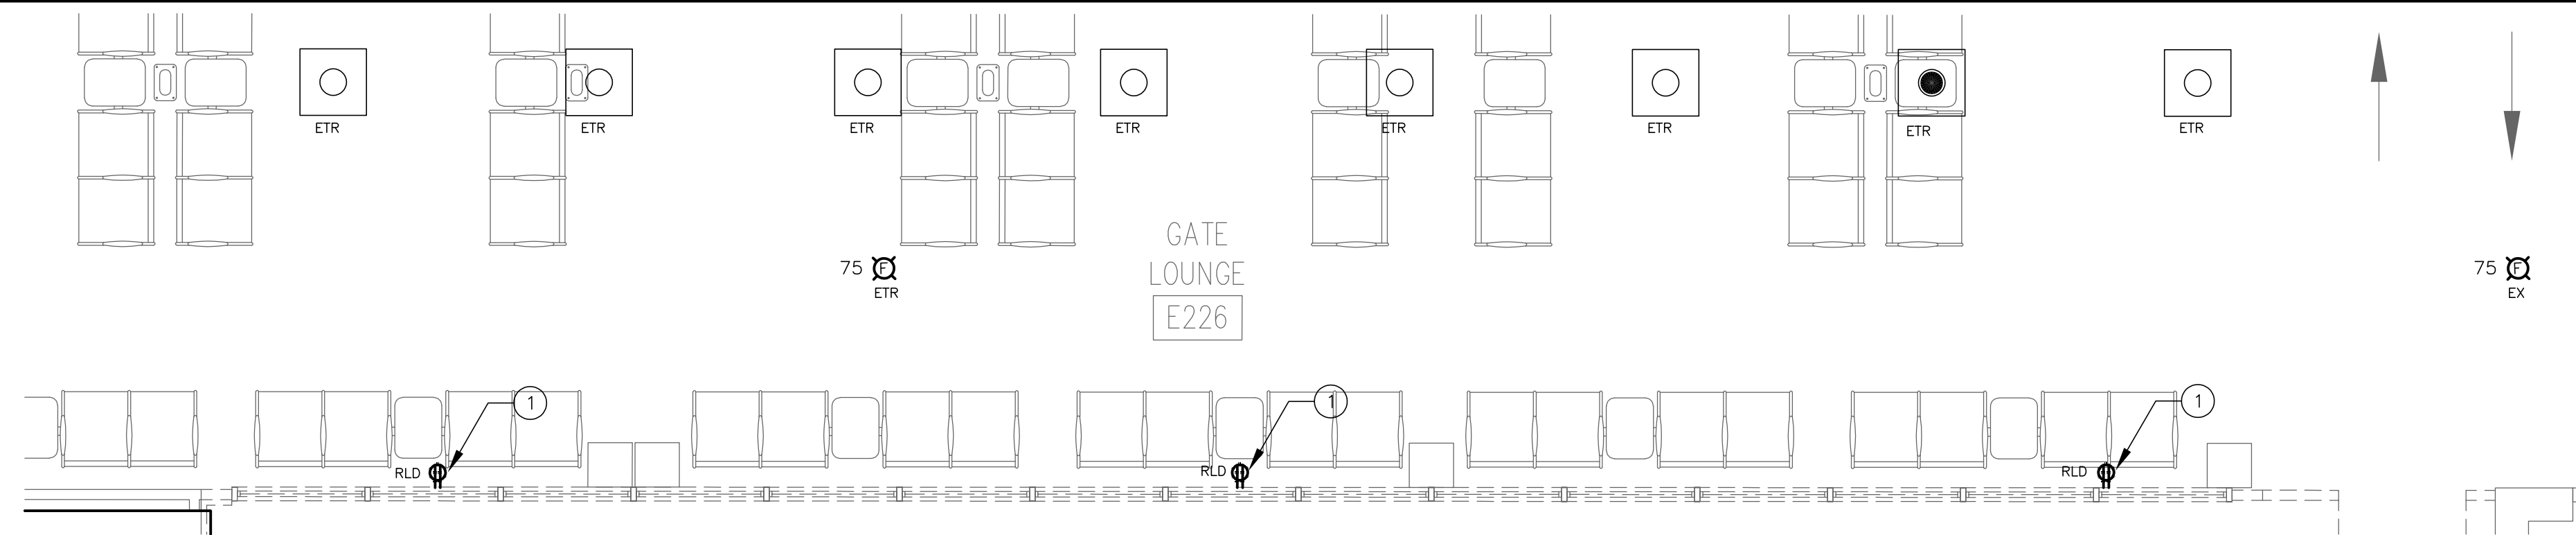 ETR
ETR
ETR
ETR
ETR
ETR
ETR
ETR
GATE
LOUNGE
E226
75 F
ETR
75 F
EX
1
1
1
RLD
RLD
RLD